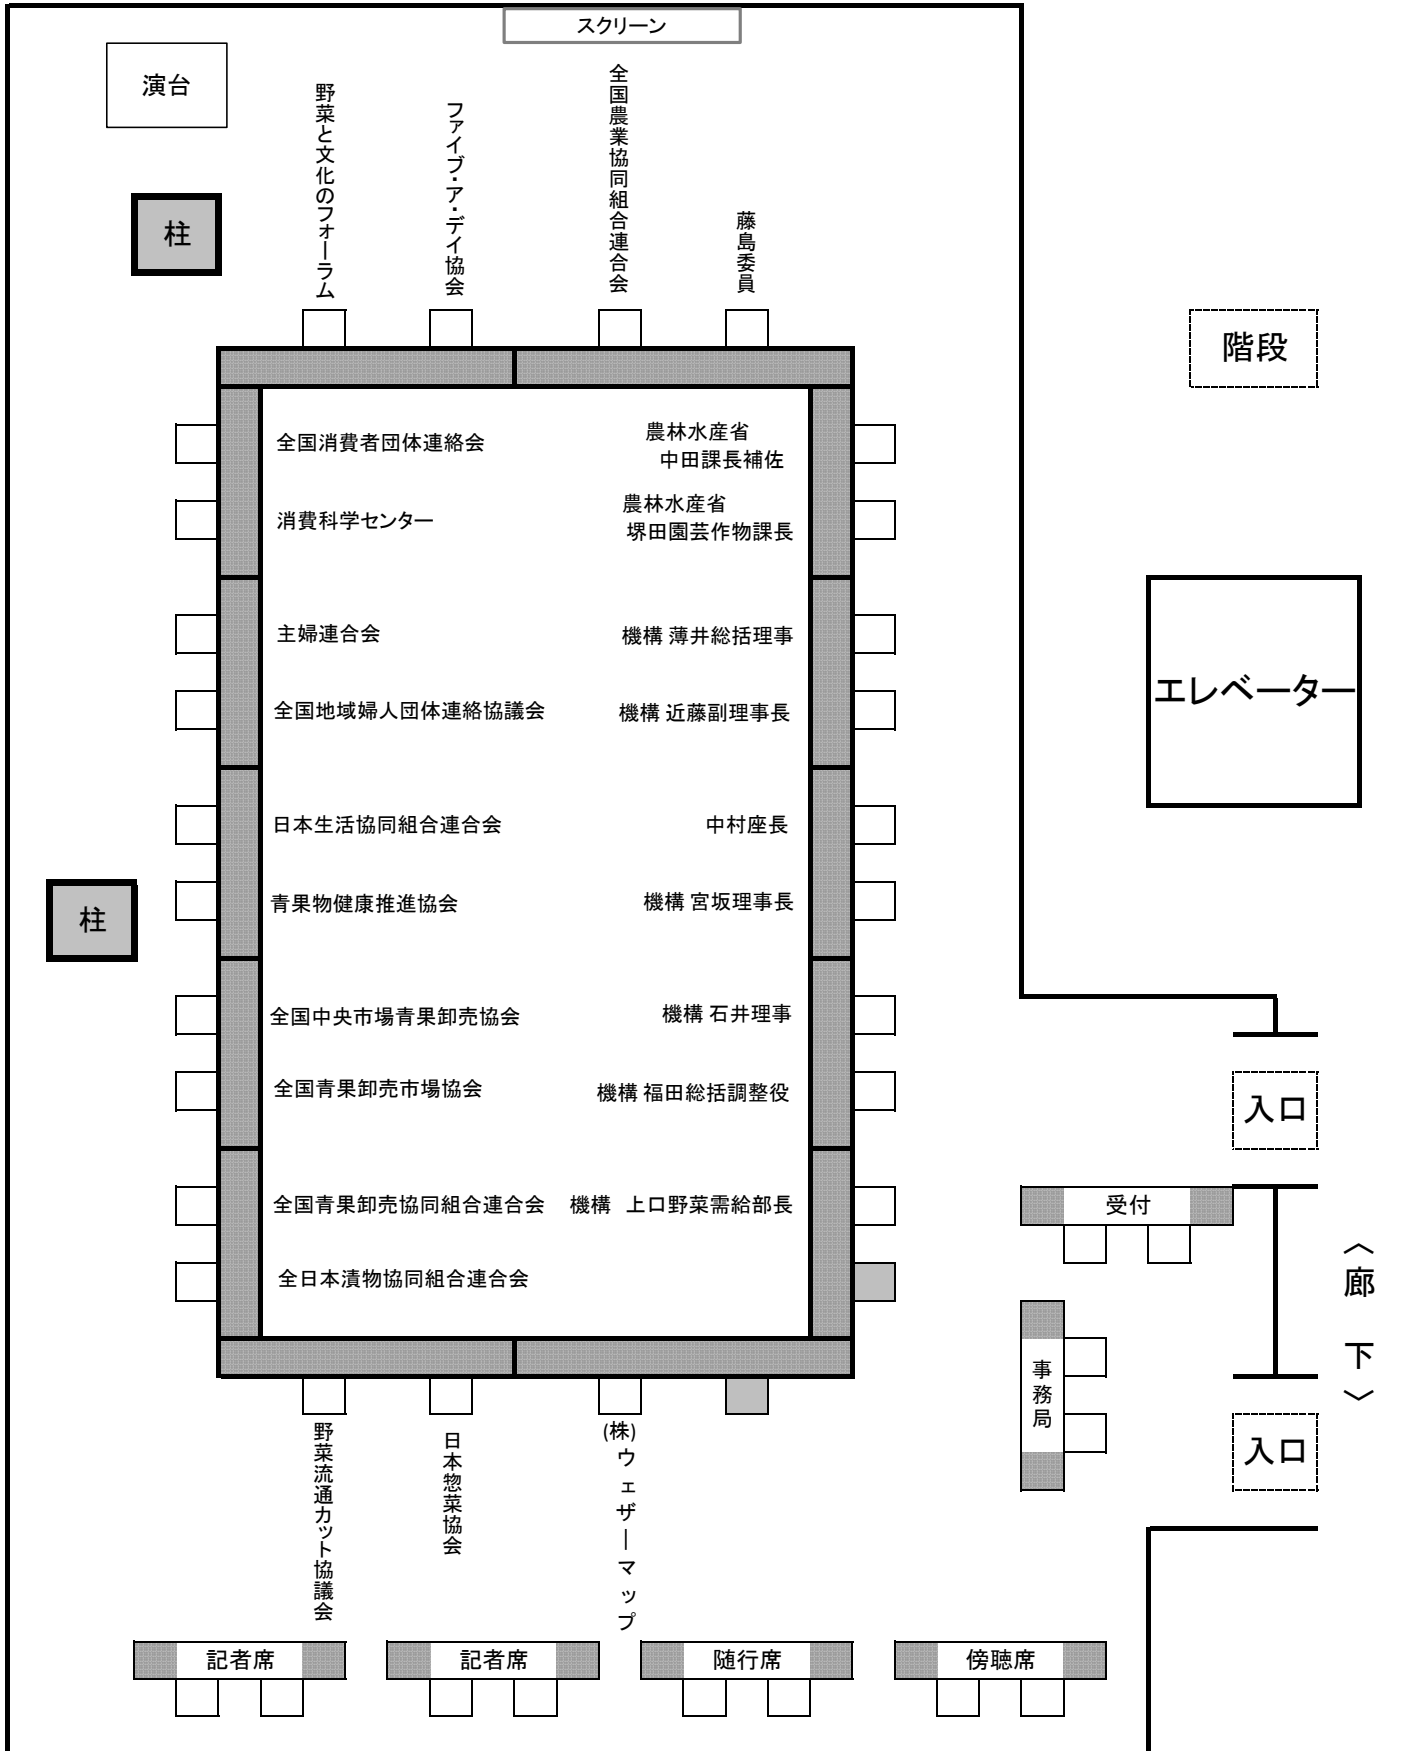 スクリーン
演台
野菜と文化のフォーラム
ファイブ・ア・デイ協会
全国農業協同組合連合会
藤島委員
柱
階段
全国消費者団体連絡会
農林水産省
中田課長補佐
消費科学センター
農林水産省
堺田園芸作物課長
主婦連合会
機構 薄井総括理事
全国地域婦人団体連絡協議会
機構 近藤副理事長
エレベーター
日本生活協同組合連合会
中村座長
青果物健康推進協会
機構 宮坂理事長
柱
全国中央市場青果卸売協会
機構 石井理事
全国青果卸売市場協会
機構 福田総括調整役
入口
全国青果卸売協同組合連合会
機構　上口野菜需給部長
受付
全日本漬物協同組合連合会
〈廊　下〉
事務局
入口
野菜流通カット協議会
日本惣菜協会
(株)ウェザーマップ
記者席
記者席
随行席
傍聴席